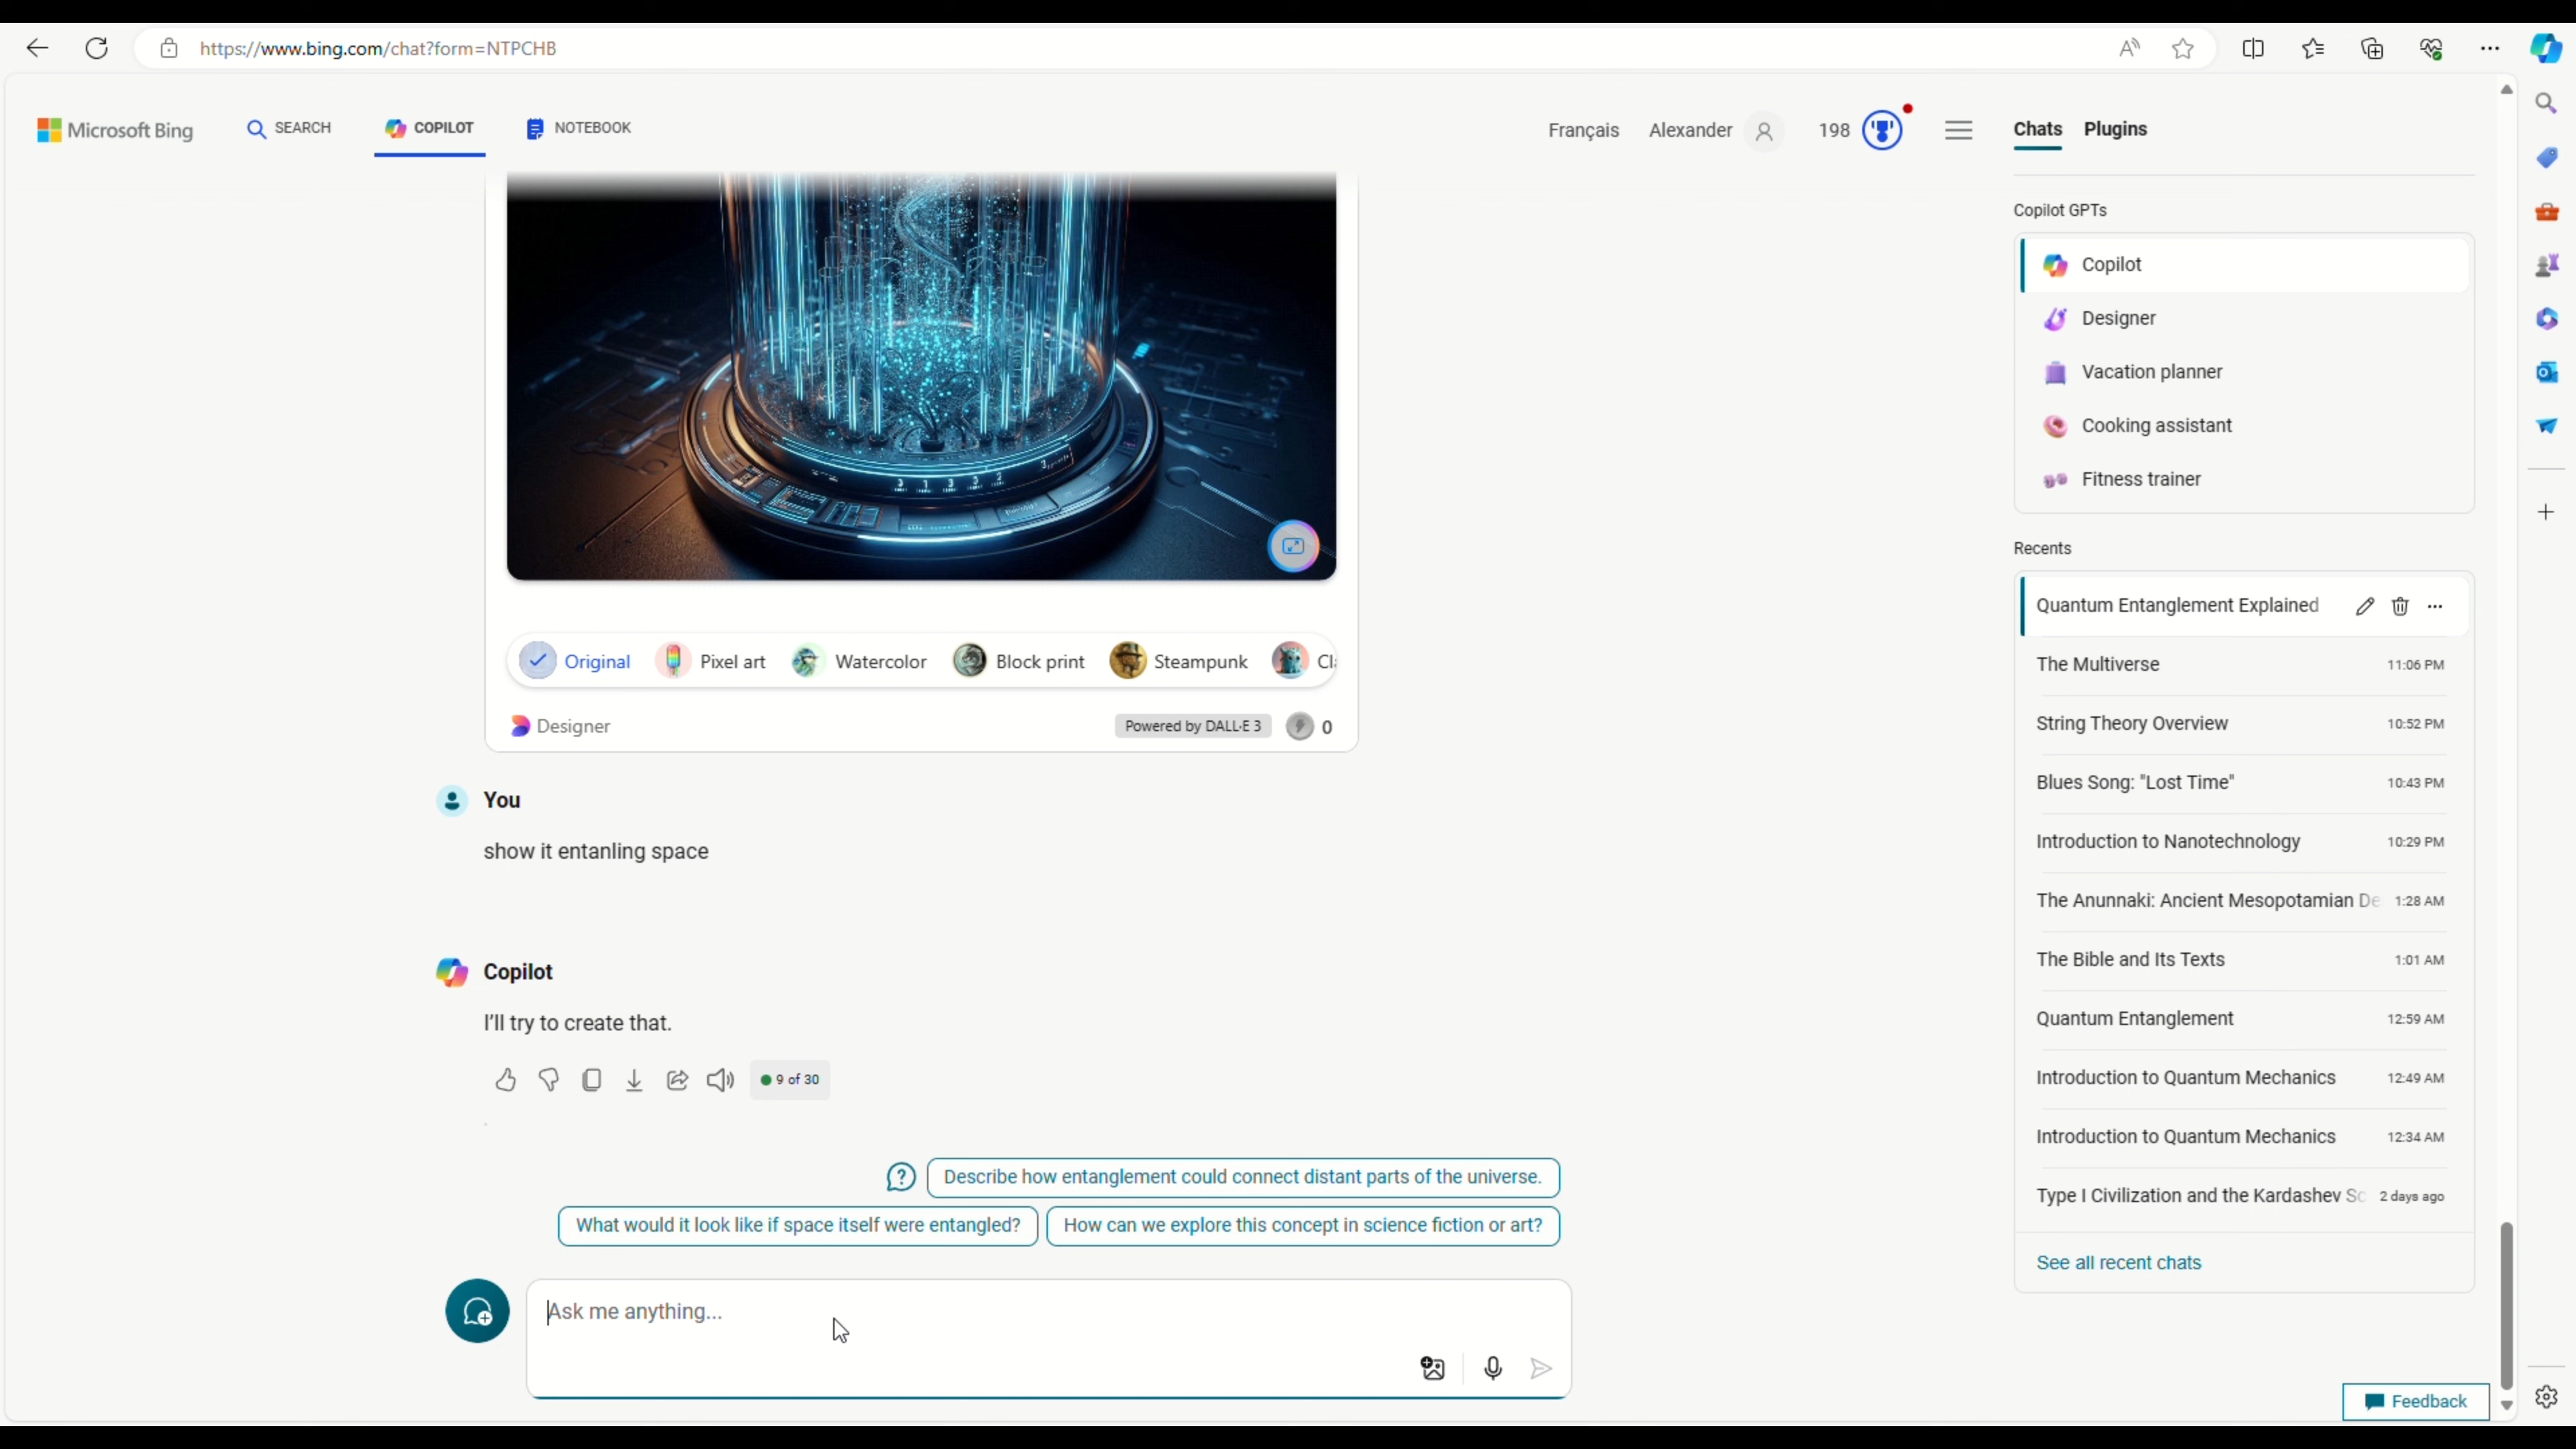 https://www.bing.com/chat?form=NTPCHB
Microsoft Bing
SEARCH
COPILOT
NOTEBOOK
Français
Alexander
198
Chats
Plugins
Copilot GPTs
Copilot
Designer
Vacation planner
Cooking assistant
Fitness trainer
Original
Pixel art
Watercolor
Block print
Steampunk
Designer
Powered by DALL·E 3
0
You
show it entanling space
Copilot
I'll try to create that.
9 of 30
Describe how entanglement could connect distant parts of the universe.
What would it look like if space itself were entangled?
How can we explore this concept in science fiction or art?
Ask me anything...
Recents
Quantum Entanglement Explained
The Multiverse 11:06 PM
String Theory Overview 10:52 PM
Blues Song: "Lost Time" 10:43 PM
Introduction to Nanotechnology 10:29 PM
The Anunnaki: Ancient Mesopotamian De 1:28 AM
The Bible and Its Texts 1:01 AM
Quantum Entanglement 12:59 AM
Introduction to Quantum Mechanics 12:49 AM
Introduction to Quantum Mechanics 12:34 AM
Type I Civilization and the Kardashev Sc 2 days ago
See all recent chats
Feedback